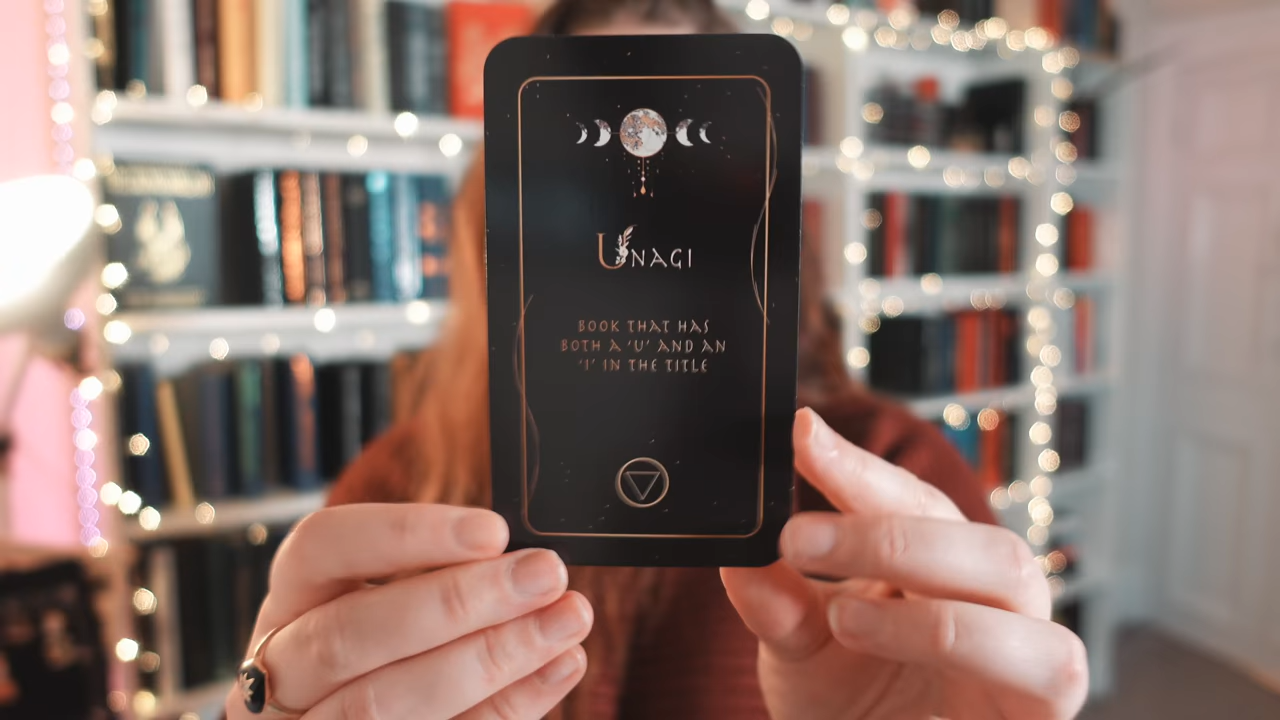 UNAGI
BOOK THAT HAS
BOTH A 'U' AND AN
'I' IN THE TITLE